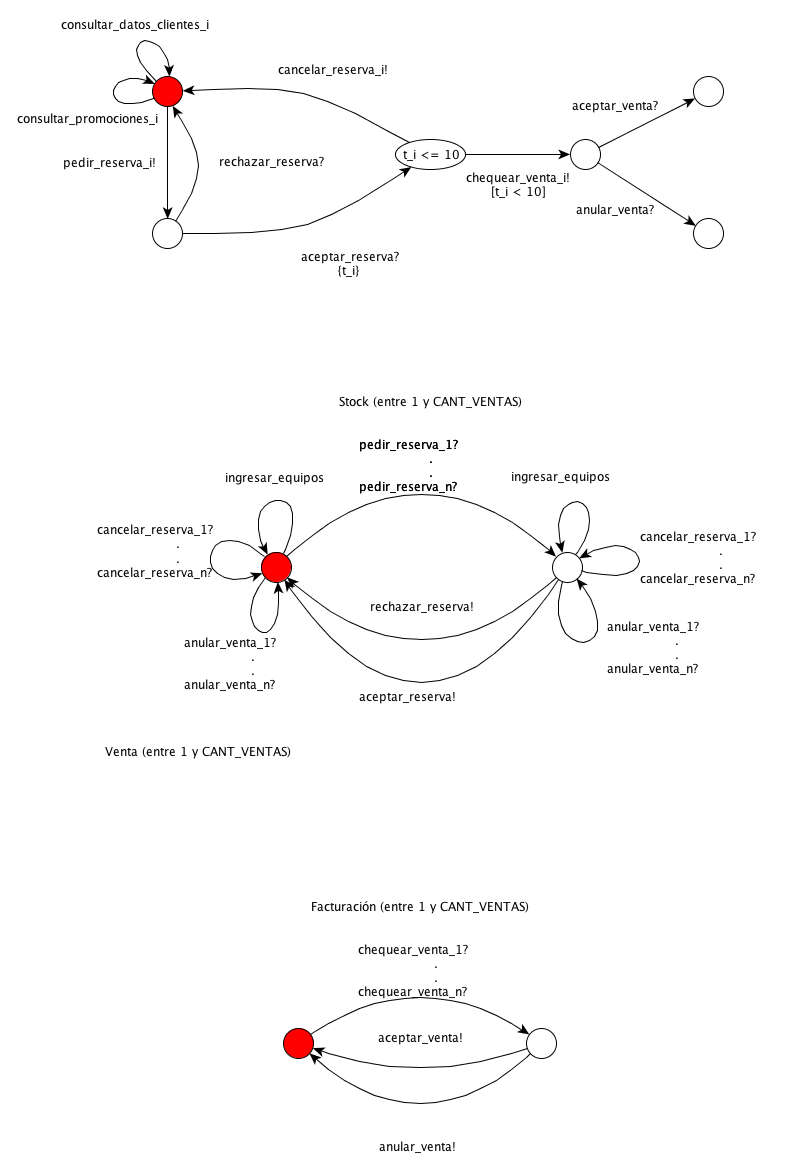 consultar_datos_clientes_i
cancelar_reserva_i!
aceptar_venta?
consultar_promociones_i
pedir_reserva_i!
rechazar_reserva?
t_i <= 10
chequear_venta_i!
[t_i < 10]
anular_venta?
aceptar_reserva?
{t_i}
Stock (entre 1 y CANT_VENTAS)
pedir_reserva_1?
.
.
pedir_reserva_n?
ingresar_equipos
ingresar_equipos
cancelar_reserva_1?
.
.
cancelar_reserva_n?
cancelar_reserva_1?
.
.
cancelar_reserva_n?
rechazar_reserva!
anular_venta_1?
.
.
anular_venta_n?
anular_venta_1?
.
.
anular_venta_n?
aceptar_reserva!
Venta (entre 1 y CANT_VENTAS)
Facturación (entre 1 y CANT_VENTAS)
chequear_venta_1?
.
.
chequear_venta_n?
aceptar_venta!
anular_venta!